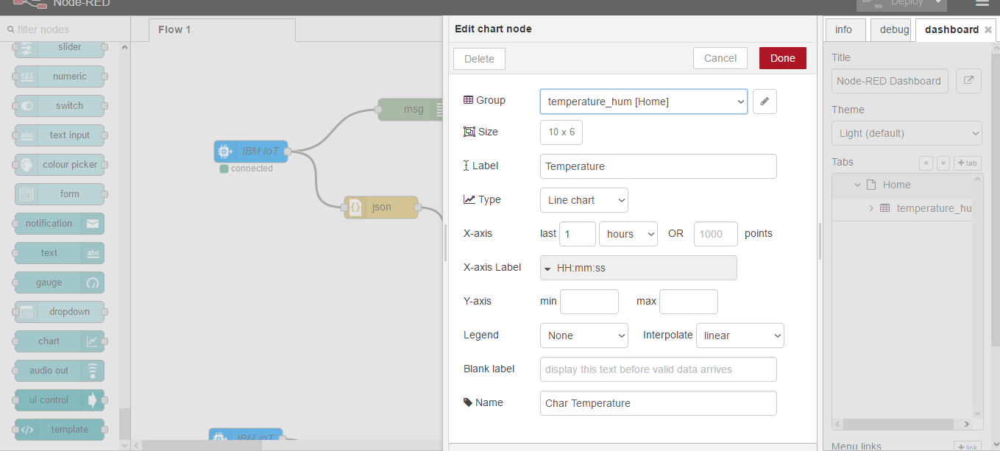 Node-RED
Deploy
filter nodes
slider
123 numeric
switch
abc text input
colour picker
form
notification
text abc
gauge
dropdown
chart
audio out
ui control
</> template
Flow 1
msg
IBM IoT
connected
{} json
IBM IoT
Edit chart node
Delete
Cancel
Done
Group
temperature_hum [Home]
Size
10 x 6
Label
Temperature
Type
Line chart
X-axis
last 1 hours OR 1000 points
X-axis Label
HH:mm:ss
Y-axis
min
max
Legend
None
Interpolate
linear
Blank label
display this text before valid data arrives
Name
Char Temperature
info
debug
dashboard
Title
Node-RED Dashboard
Theme
Light (default)
Tabs
+ tab
Home
temperature_hu
Menu links
+ link